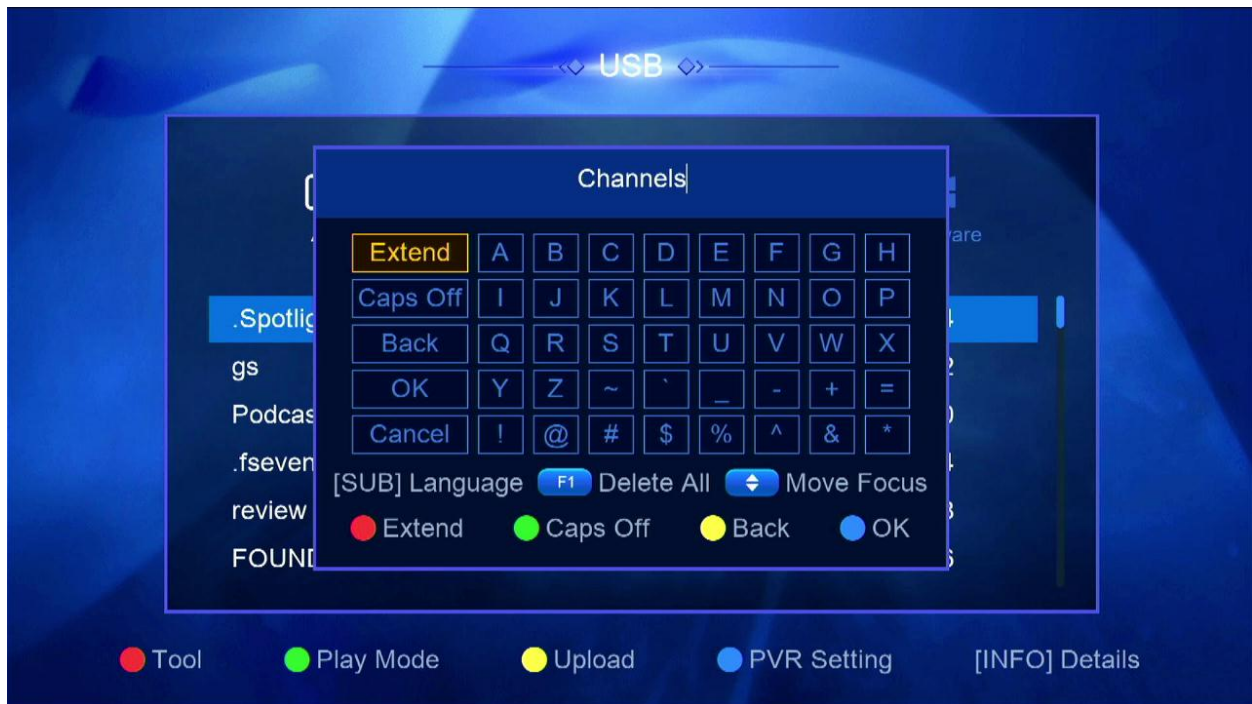 USB
Channels
Extend A B C D E F G H
Caps Off I J K L M N O P
Back Q R S T U V W X
OK Y Z ~ ` _ - + =
Cancel ! @ # $ % ^ & *
[SUB] Language F1 Delete All Move Focus
Extend Caps Off Back OK
.Spotlig
gs
Podcas
.fseven
review
FOUND
Tool Play Mode Upload PVR Setting [INFO] Details